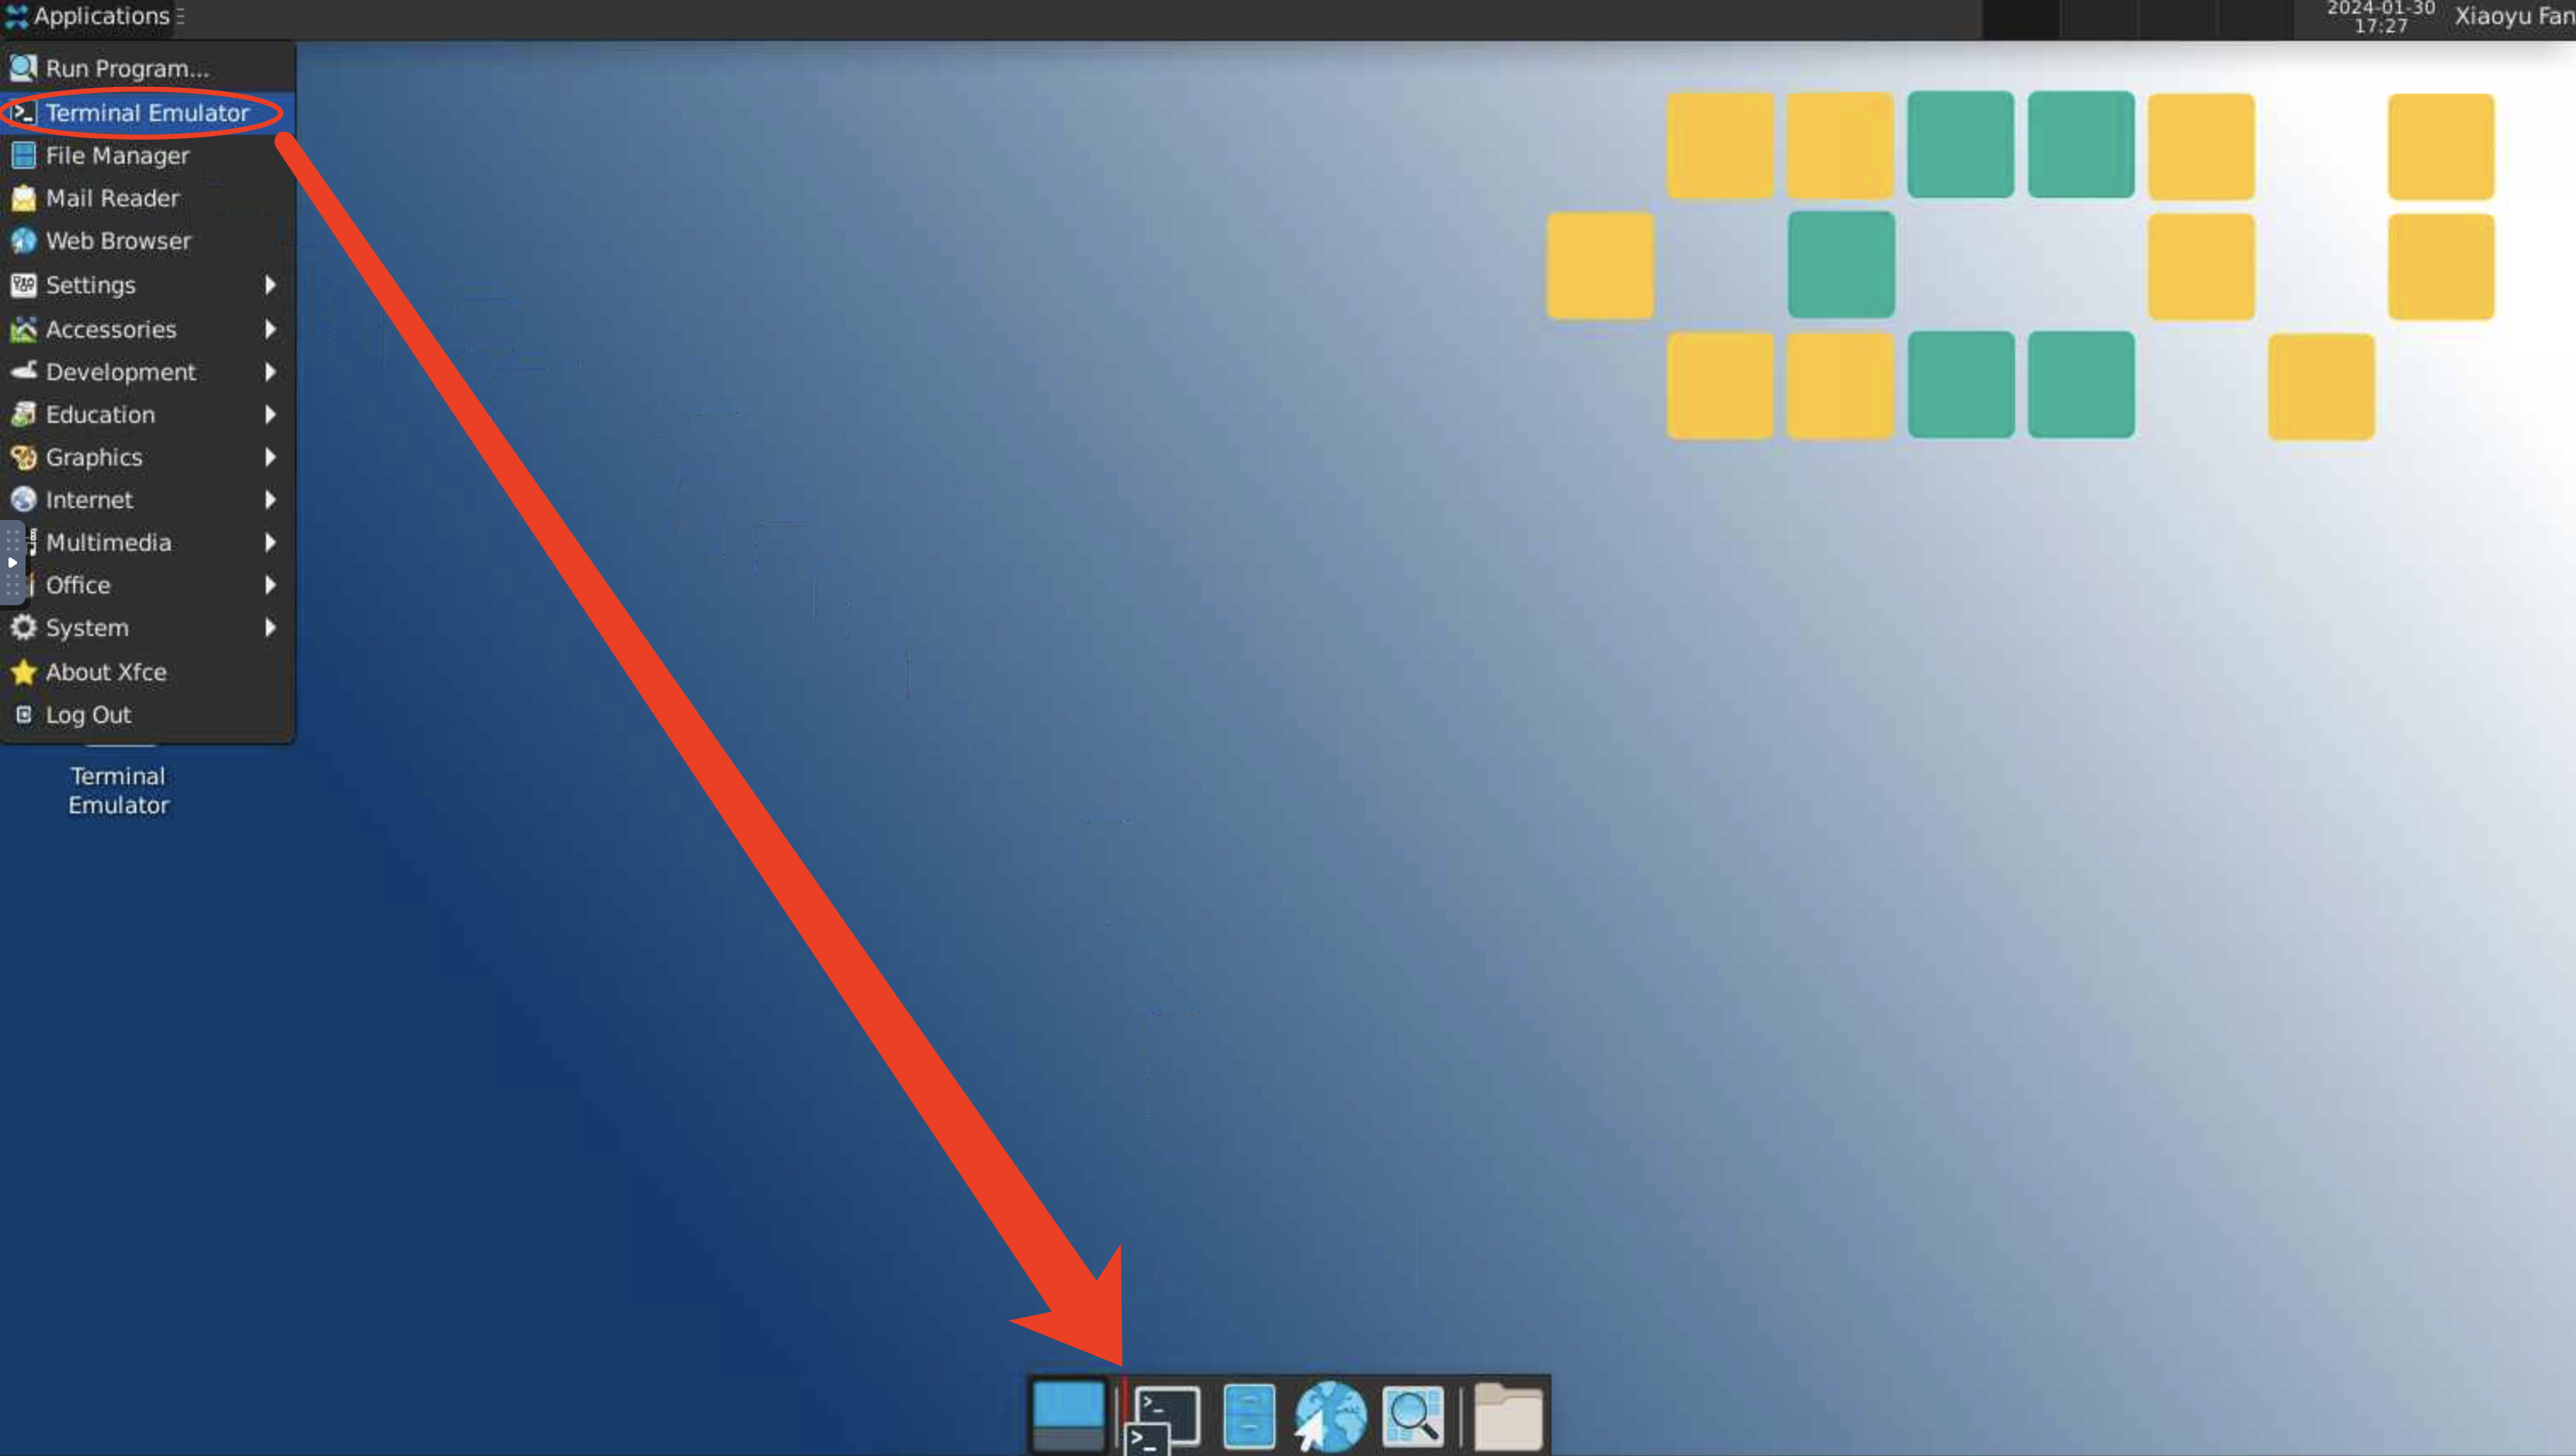 Applications
2024-01-30
17:27
Xiaoyu Fan
Run Program...
Terminal Emulator
File Manager
Mail Reader
Web Browser
Settings
Accessories
Development
Education
Graphics
Internet
Multimedia
Office
System
About Xfce
Log Out
Terminal
Emulator